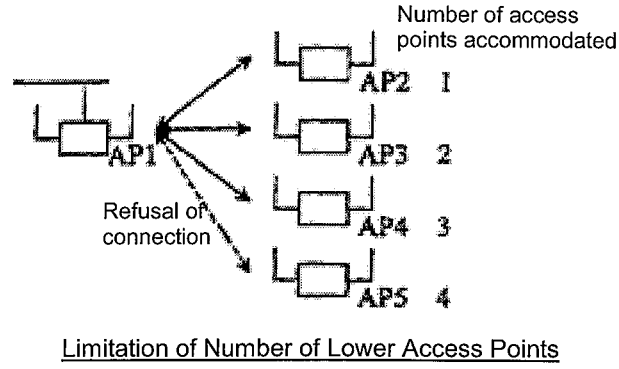 Number of access
points accommodated
AP2 1
AP3 2
AP1
AP4 3
Refusal of
connection
AP5 4
Limitation of Number of Lower Access Points